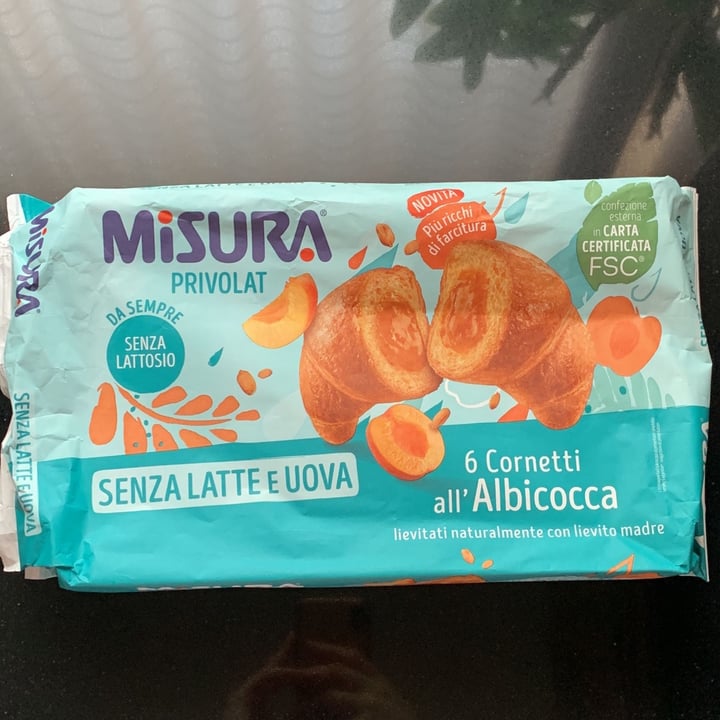 MiSURA®
PRIVOLAT
DA SEMPRE
SENZA
LATTOSIO
NOVITÀ
Più ricchi
di farcitura
confezione
esterna
in CARTA
CERTIFICATA
FSC®
SENZA LATTE E UOVA
6 Cornetti
all'Albicocca
lievitati naturalmente con lievito madre
MiSURA
SENZA LATTE E UOVA
MiSURA